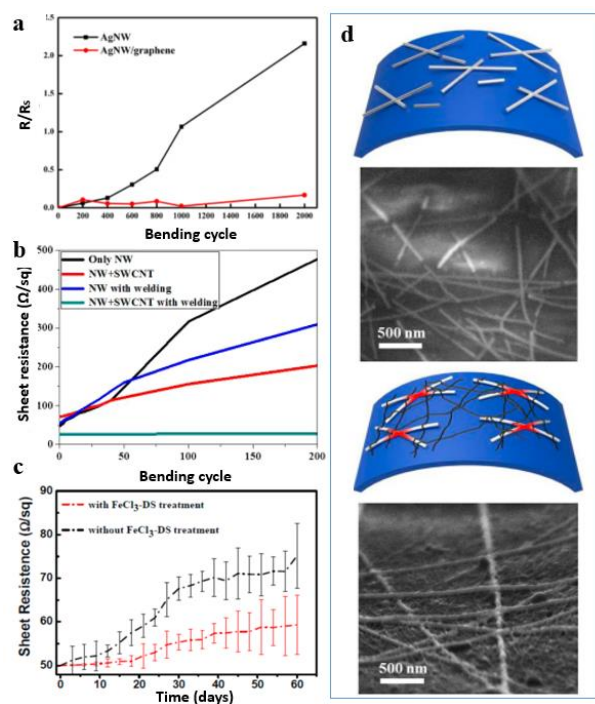 a
AgNW
AgNW/graphene
R/Rs
2.5
2.0
1.5
1.0
0.5
0.0
0 200 400 600 800 1000 1200 1400 1600 1800 2000
Bending cycle
b
Only NW
NW+SWCNT
NW with welding
NW+SWCNT with welding
Sheet resistance (Ω/sq)
500
400
300
200
100
0
0 50 100 150 200
Bending cycle
c
with FeCl3-DS treatment
without FeCl3-DS treatment
Sheet Resistence (Ω/sq)
90
80
70
60
50
0 10 20 30 40 50 60
Time (days)
d
500 nm
500 nm